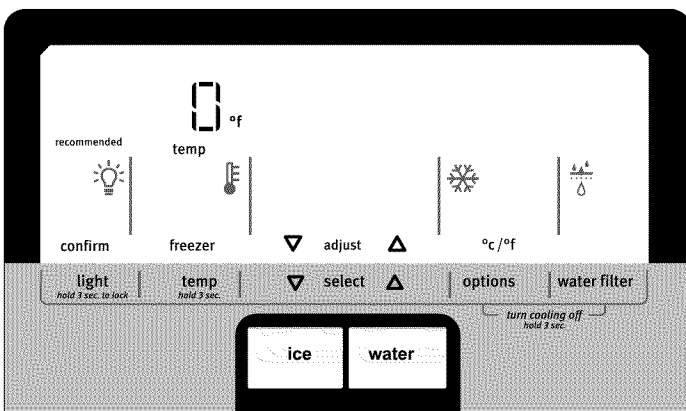 0 °f
recommended
temp
confirm freezer ▽ adjust △ °c/°f
light temp ▽ select △ options water filter
hold 3 sec. to lock hold 3 sec.
turn cooling off
hold 3 sec.
ice water